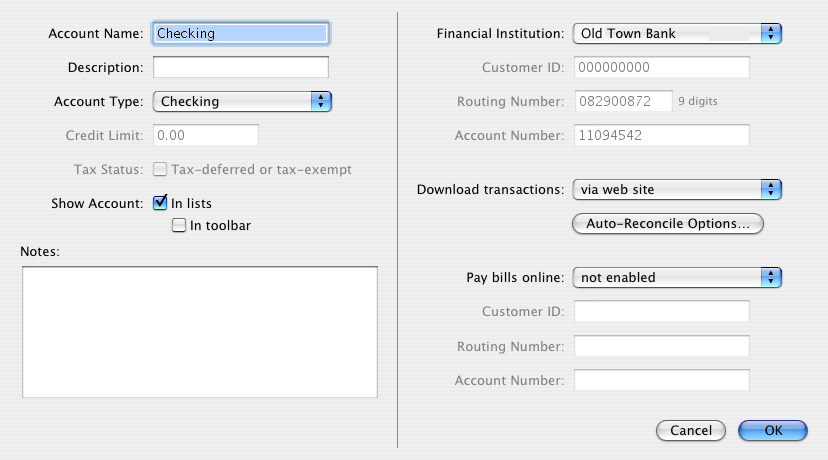 Account Name: Checking
Description:
Account Type: Checking
Credit Limit: 0.00
Tax Status: Tax-deferred or tax-exempt
Show Account: In lists
In toolbar
Notes:
Financial Institution: Old Town Bank
Customer ID: 000000000
Routing Number: 082900872 9 digits
Account Number: 11094542
Download transactions: via web site
Auto-Reconcile Options...
Pay bills online: not enabled
Customer ID:
Routing Number:
Account Number:
Cancel OK